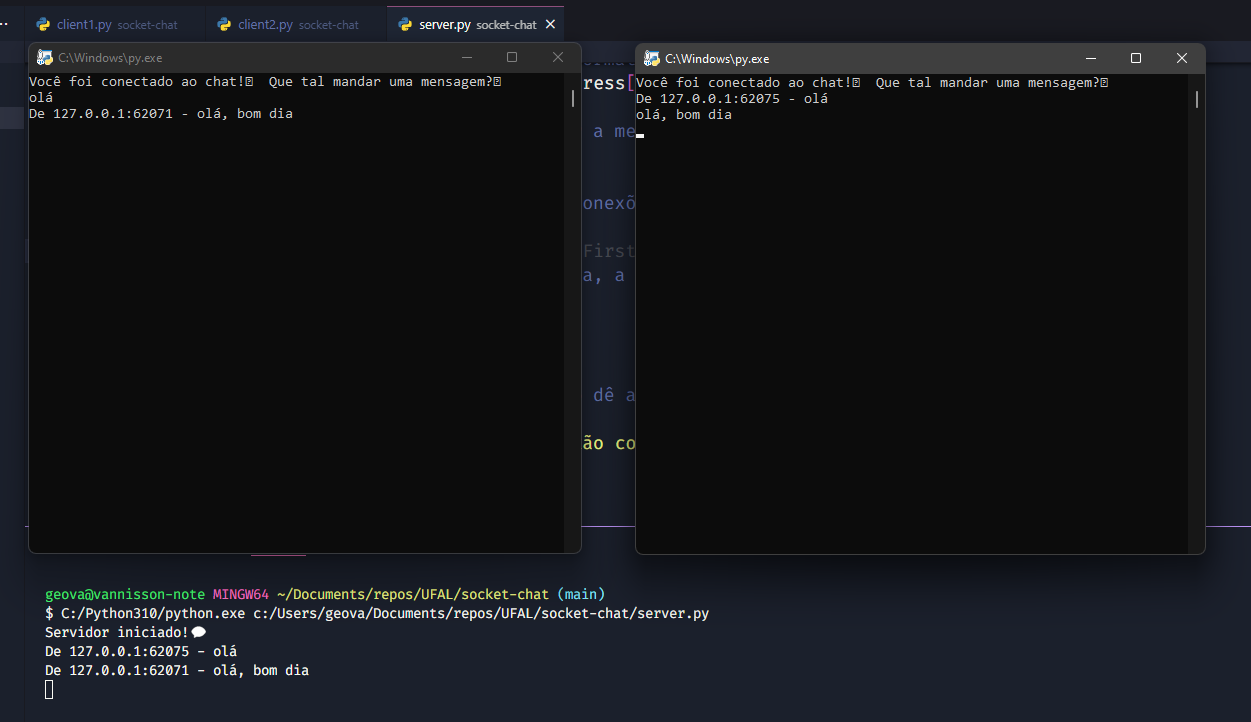 client1.py socket-chat
client2.py socket-chat
server.py socket-chat
C:\Windows\py.exe
Você foi conectado ao chat! Que tal mandar uma mensagem?
olá
De 127.0.0.1:62071 - olá, bom dia
ress[
a me
onexõ
First
a, a
dê a
ão co
C:\Windows\py.exe
Você foi conectado ao chat! Que tal mandar uma mensagem?
De 127.0.0.1:62075 - olá
olá, bom dia
geova@vannisson-note MINGW64 ~/Documents/repos/UFAL/socket-chat (main)
$ C:/Python310/python.exe c:/Users/geova/Documents/repos/UFAL/socket-chat/server.py
Servidor iniciado!💬
De 127.0.0.1:62075 - olá
De 127.0.0.1:62071 - olá, bom dia